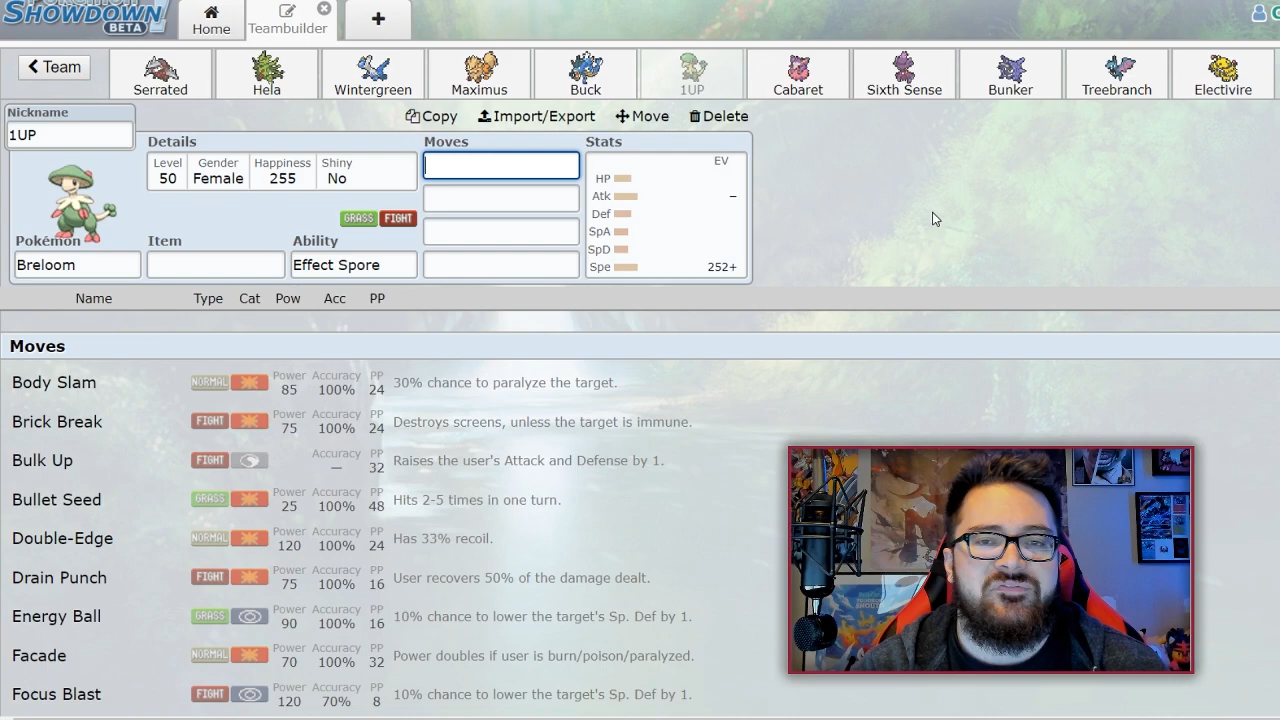 SHOWDOWN
BETA
Home
Teambuilder
+
Team
Serrated
Hela
Wintergreen
Maximus
Buck
1UP
Cabaret
Sixth Sense
Bunker
Treebranch
Electivire
Nickname
1UP
Copy
Import/Export
Move
Delete
Details
Level
50
Gender
Female
Happiness
255
Shiny
No
GRASS FIGHT
Pokémon
Breloom
Item
Ability
Effect Spore
Moves
Stats
EV
HP
Atk –
Def
SpA
SpD
Spe 252+
Name Type Cat Pow Acc PP
Moves
Body Slam NORMAL Power 85 Accuracy 100% PP 24 30% chance to paralyze the target.
Brick Break FIGHT Power 75 Accuracy 100% PP 24 Destroys screens, unless the target is immune.
Bulk Up FIGHT Accuracy — PP 32 Raises the user's Attack and Defense by 1.
Bullet Seed GRASS Power 25 Accuracy 100% PP 48 Hits 2-5 times in one turn.
Double-Edge NORMAL Power 120 Accuracy 100% PP 24 Has 33% recoil.
Drain Punch FIGHT Power 75 Accuracy 100% PP 16 User recovers 50% of the damage dealt.
Energy Ball GRASS Power 90 Accuracy 100% PP 16 10% chance to lower the target's Sp. Def by 1.
Facade NORMAL Power 70 Accuracy 100% PP 32 Power doubles if user is burn/poison/paralyzed.
Focus Blast FIGHT Power 120 Accuracy 70% PP 8 10% chance to lower the target's Sp. Def by 1.